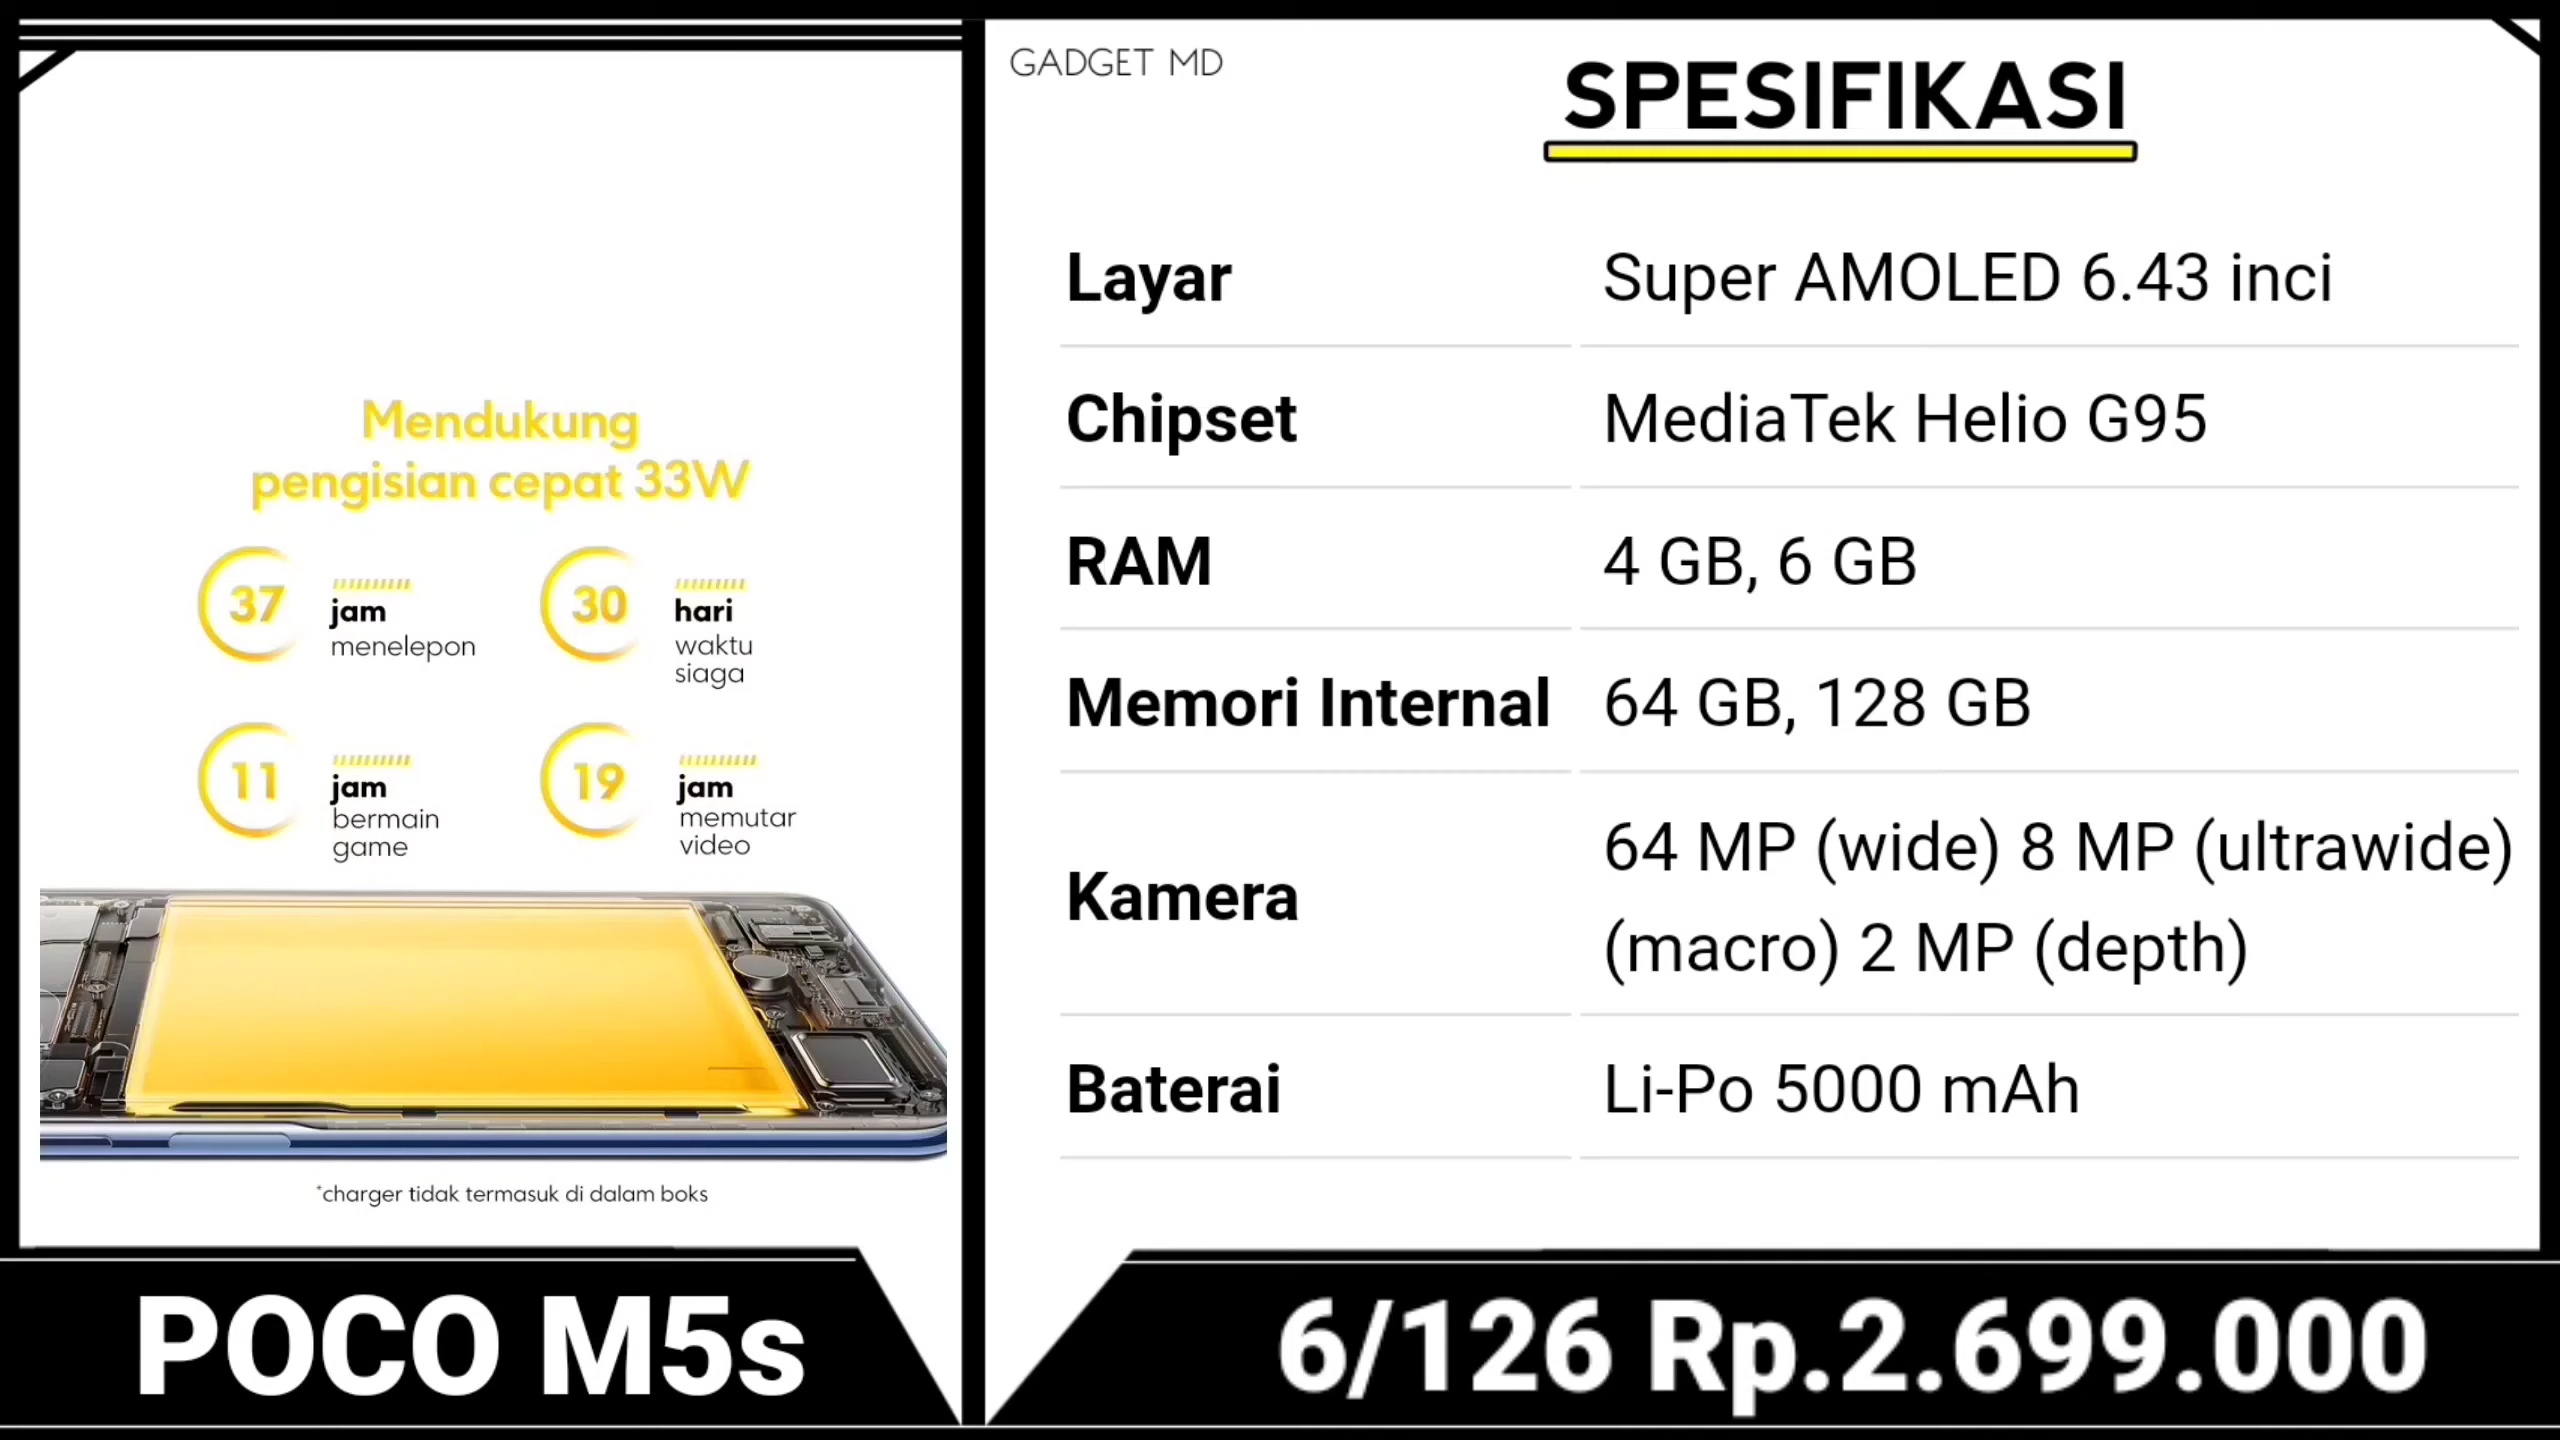 Mendukung
pengisian cepat 33W
37 jam
menelepon
30 hari
waktu
siaga
11 jam
bermain
game
19 jam
memutar
video
*charger tidak termasuk di dalam boks
POCO M5s
GADGET MD
SPESIFIKASI
Layar Super AMOLED 6.43 inci
Chipset MediaTek Helio G95
RAM 4 GB, 6 GB
Memori Internal 64 GB, 128 GB
Kamera 64 MP (wide) 8 MP (ultrawide)
(macro) 2 MP (depth)
Baterai Li-Po 5000 mAh
6/126 Rp.2.699.000